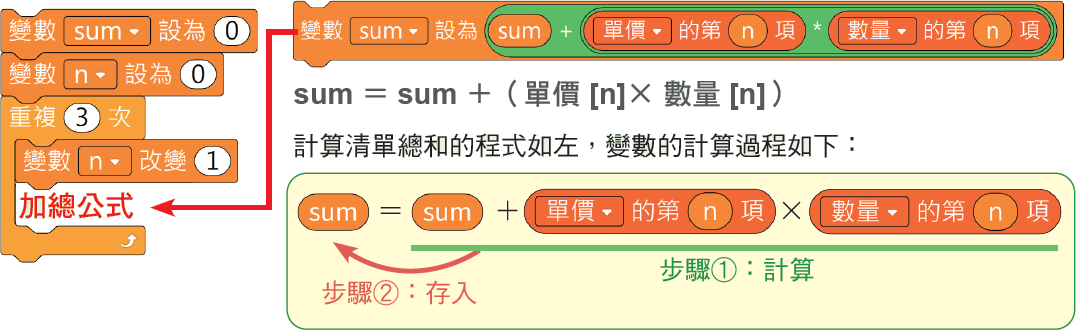 變數 sum 設為 0
變數 n 設為 0
重複 3 次
變數 n 改變 1
加總公式
變數 sum 設為 sum + 單價 的第 n 項 * 數量 的第 n 項
sum = sum +（單價 [n]× 數量 [n]）
計算清單總和的程式如左，變數的計算過程如下：
sum = sum + 單價 的第 n 項 × 數量 的第 n 項
步驟①：計算
步驟②：存入